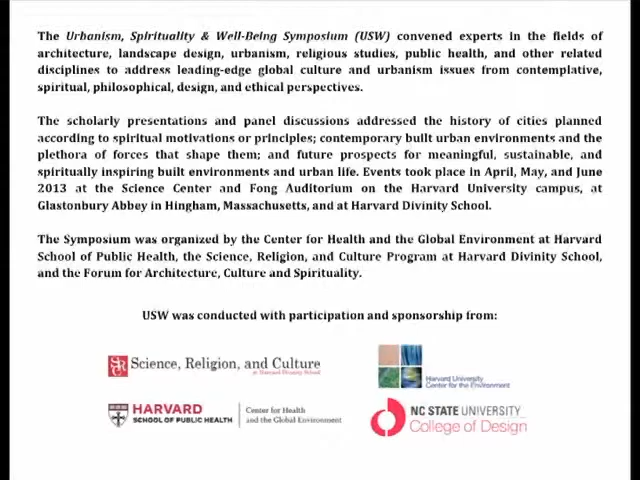 The Urbanism, Spirituality & Well-Being Symposium (USW) convened experts in the fields of
architecture, landscape design, urbanism, religious studies, public health, and other related
disciplines to address leading-edge global culture and urbanism issues from contemplative,
spiritual, philosophical, design, and ethical perspectives.
The scholarly presentations and panel discussions addressed the history of cities planned
according to spiritual motivations or principles; contemporary built urban environments and the
plethora of forces that shape them; and future prospects for meaningful, sustainable, and
spiritually inspiring built environments and urban life. Events took place in April, May, and June
2013 at the Science Center and Fong Auditorium on the Harvard University campus, at
Glastonbury Abbey in Hingham, Massachusetts, and at Harvard Divinity School.
The Symposium was organized by the Center for Health and the Global Environment at Harvard
School of Public Health, the Science, Religion, and Culture Program at Harvard Divinity School,
and the Forum for Architecture, Culture and Spirituality.
USW was conducted with participation and sponsorship from:
SRC Science, Religion, and Culture
at Harvard Divinity School
Harvard University
Center for the Environment
HARVARD
SCHOOL OF PUBLIC HEALTH
Center for Health
and the Global Environment
NC STATE UNIVERSITY
College of Design